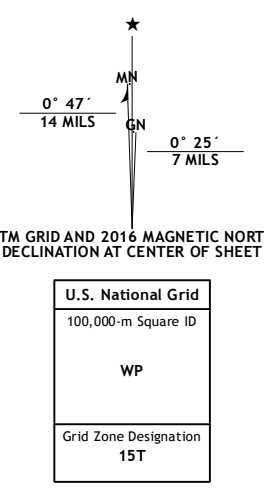 ★
MN
0° 47´
14 MILS
GN
0° 25´
7 MILS
TM GRID AND 2016 MAGNETIC NORT
DECLINATION AT CENTER OF SHEET
U.S. National Grid
100,000-m Square ID
WP
Grid Zone Designation
15T